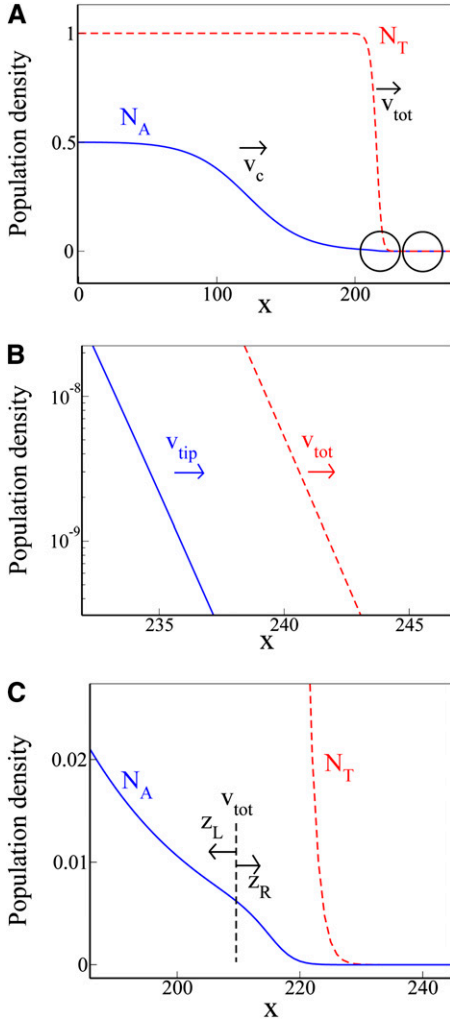 A
Population density
1
0.5
0
N_A
v_c
N_T
v_tot
0 100 200
x
B
Population density
10^-8
10^-9
v_tip
v_tot
235 240 245
x
C
Population density
0.02
0.01
0
N_A
v_tot
z_L
z_R
N_T
200 220 240
x